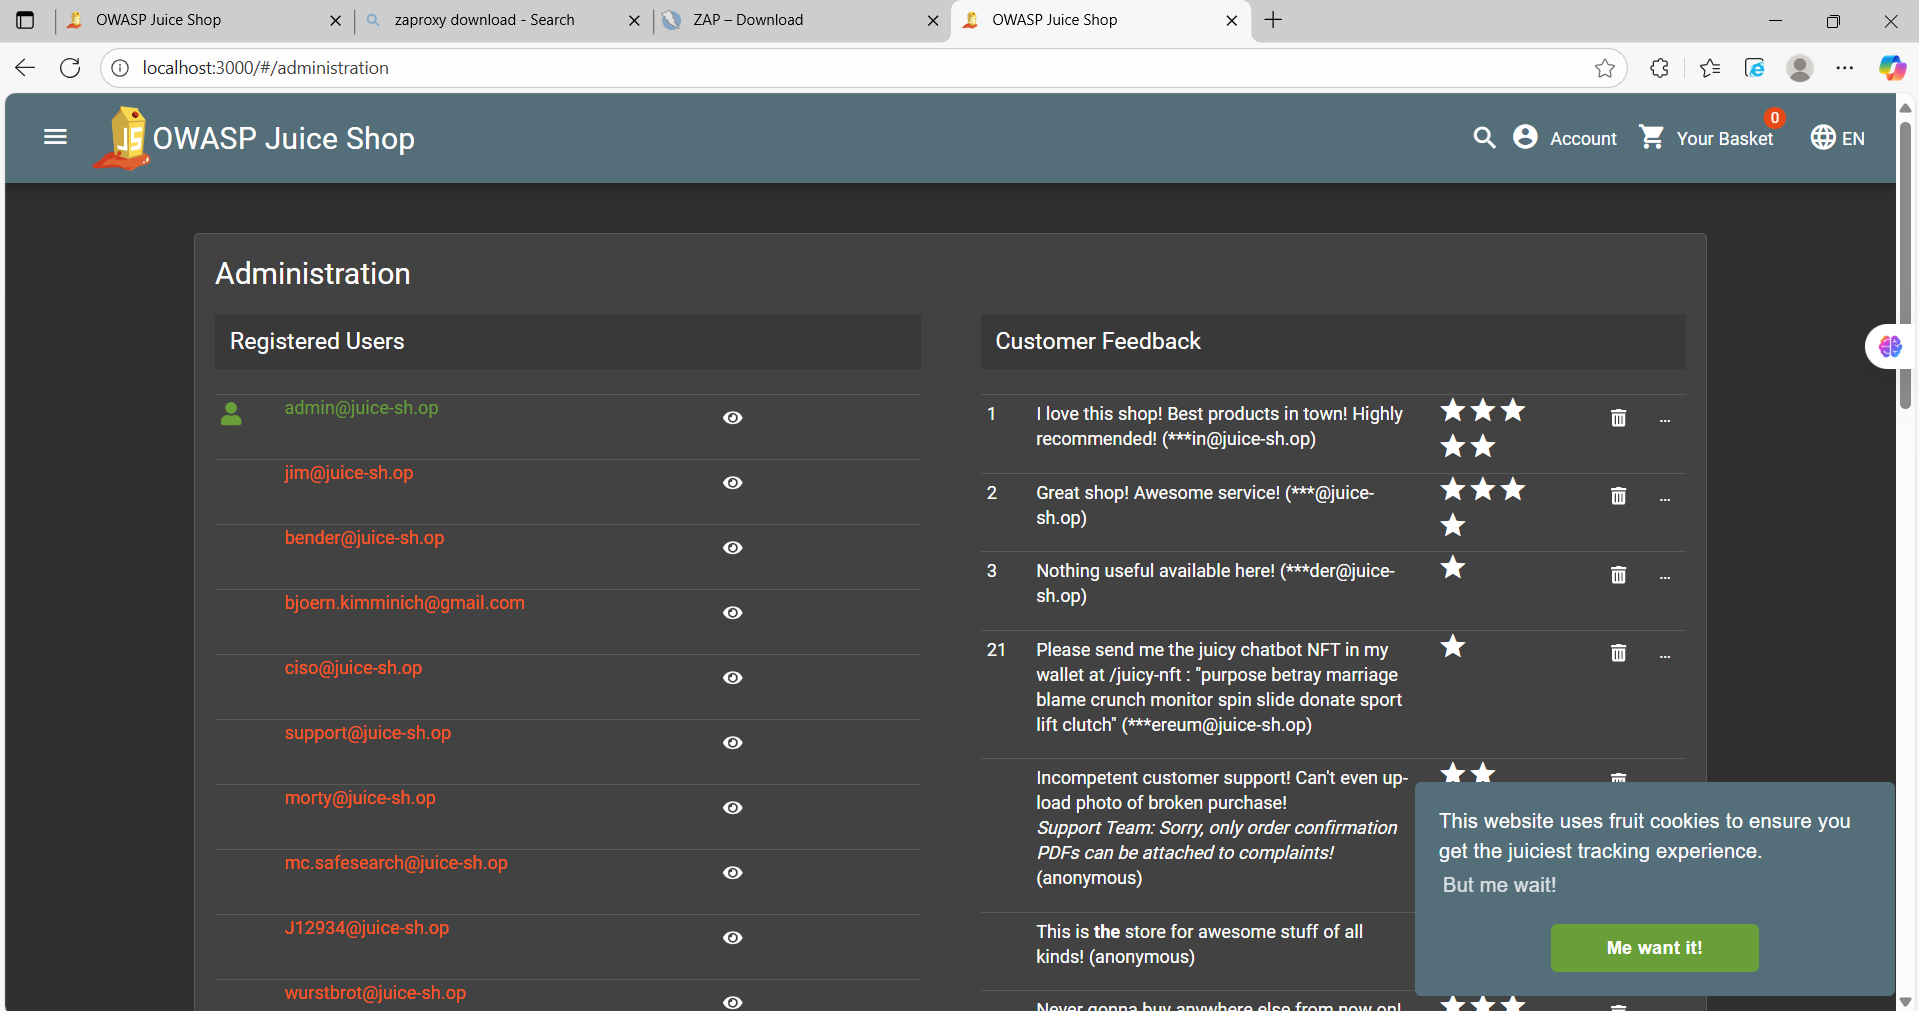 OWASP Juice Shop
zaproxy download - Search
ZAP – Download
OWASP Juice Shop
localhost:3000/#/administration
JS
OWASP Juice Shop
Account
0
Your Basket
EN
Administration
Registered Users
admin@juice-sh.op
jim@juice-sh.op
bender@juice-sh.op
bjoern.kimminich@gmail.com
ciso@juice-sh.op
support@juice-sh.op
morty@juice-sh.op
mc.safesearch@juice-sh.op
J12934@juice-sh.op
wurstbrot@juice-sh.op
Customer Feedback
1
I love this shop! Best products in town! Highly
recommended! (***in@juice-sh.op)
...
2
Great shop! Awesome service! (***@juice-
sh.op)
...
3
Nothing useful available here! (***der@juice-
sh.op)
...
21
Please send me the juicy chatbot NFT in my
wallet at /juicy-nft : "purpose betray marriage
blame crunch monitor spin slide donate sport
lift clutch" (***ereum@juice-sh.op)
...
Incompetent customer support! Can't even up-
load photo of broken purchase!
Support Team: Sorry, only order confirmation
PDFs can be attached to complaints!
(anonymous)
This is the store for awesome stuff of all
kinds! (anonymous)
Never gonna buy anywhere else from now on!
This website uses fruit cookies to ensure you
get the juiciest tracking experience.
But me wait!
Me want it!